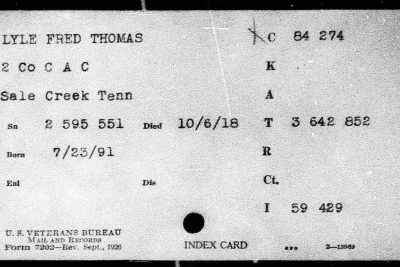 LYLE FRED THOMAS C 84 274
2 Co C A C K
Sale Creek Tenn A
Sn 2 595 551 Died 10/6/18 T 3 642 852
Born 7/23/91 R
Enl Dis Ct.
I 59 429
U. S. VETERANS BUREAU
MAIL AND RECORDS
Form 7202—Rev. Sept., 1926 INDEX CARD 2—13969